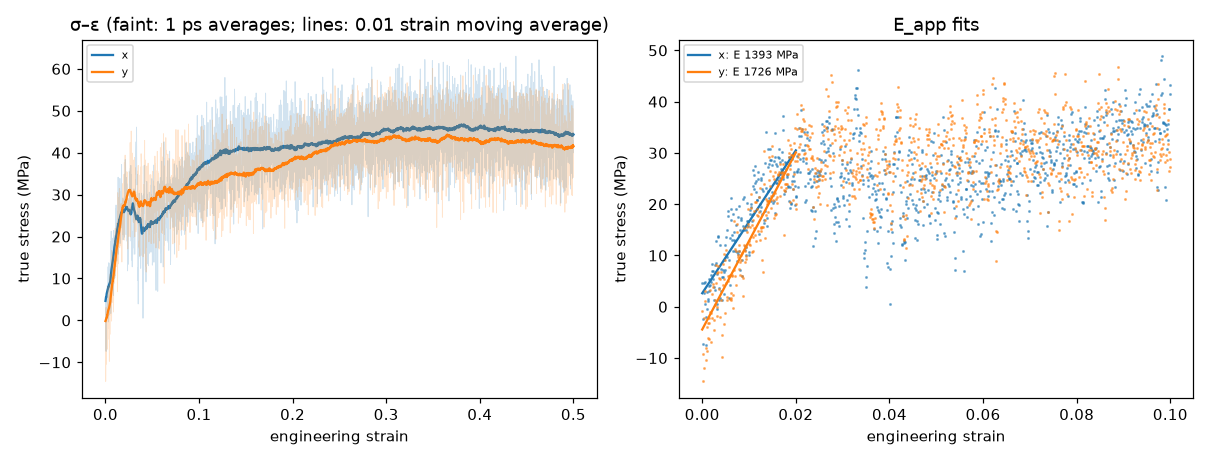 σ–ε (faint: 1 ps averages; lines: 0.01 strain moving average)
x
y
true stress (MPa)
60
50
40
30
20
10
0
−10
0.0
0.1
0.2
0.3
0.4
0.5
engineering strain
E_app fits
x: E 1393 MPa
y: E 1726 MPa
true stress (MPa)
50
40
30
20
10
0
−10
0.00
0.02
0.04
0.06
0.08
0.10
engineering strain